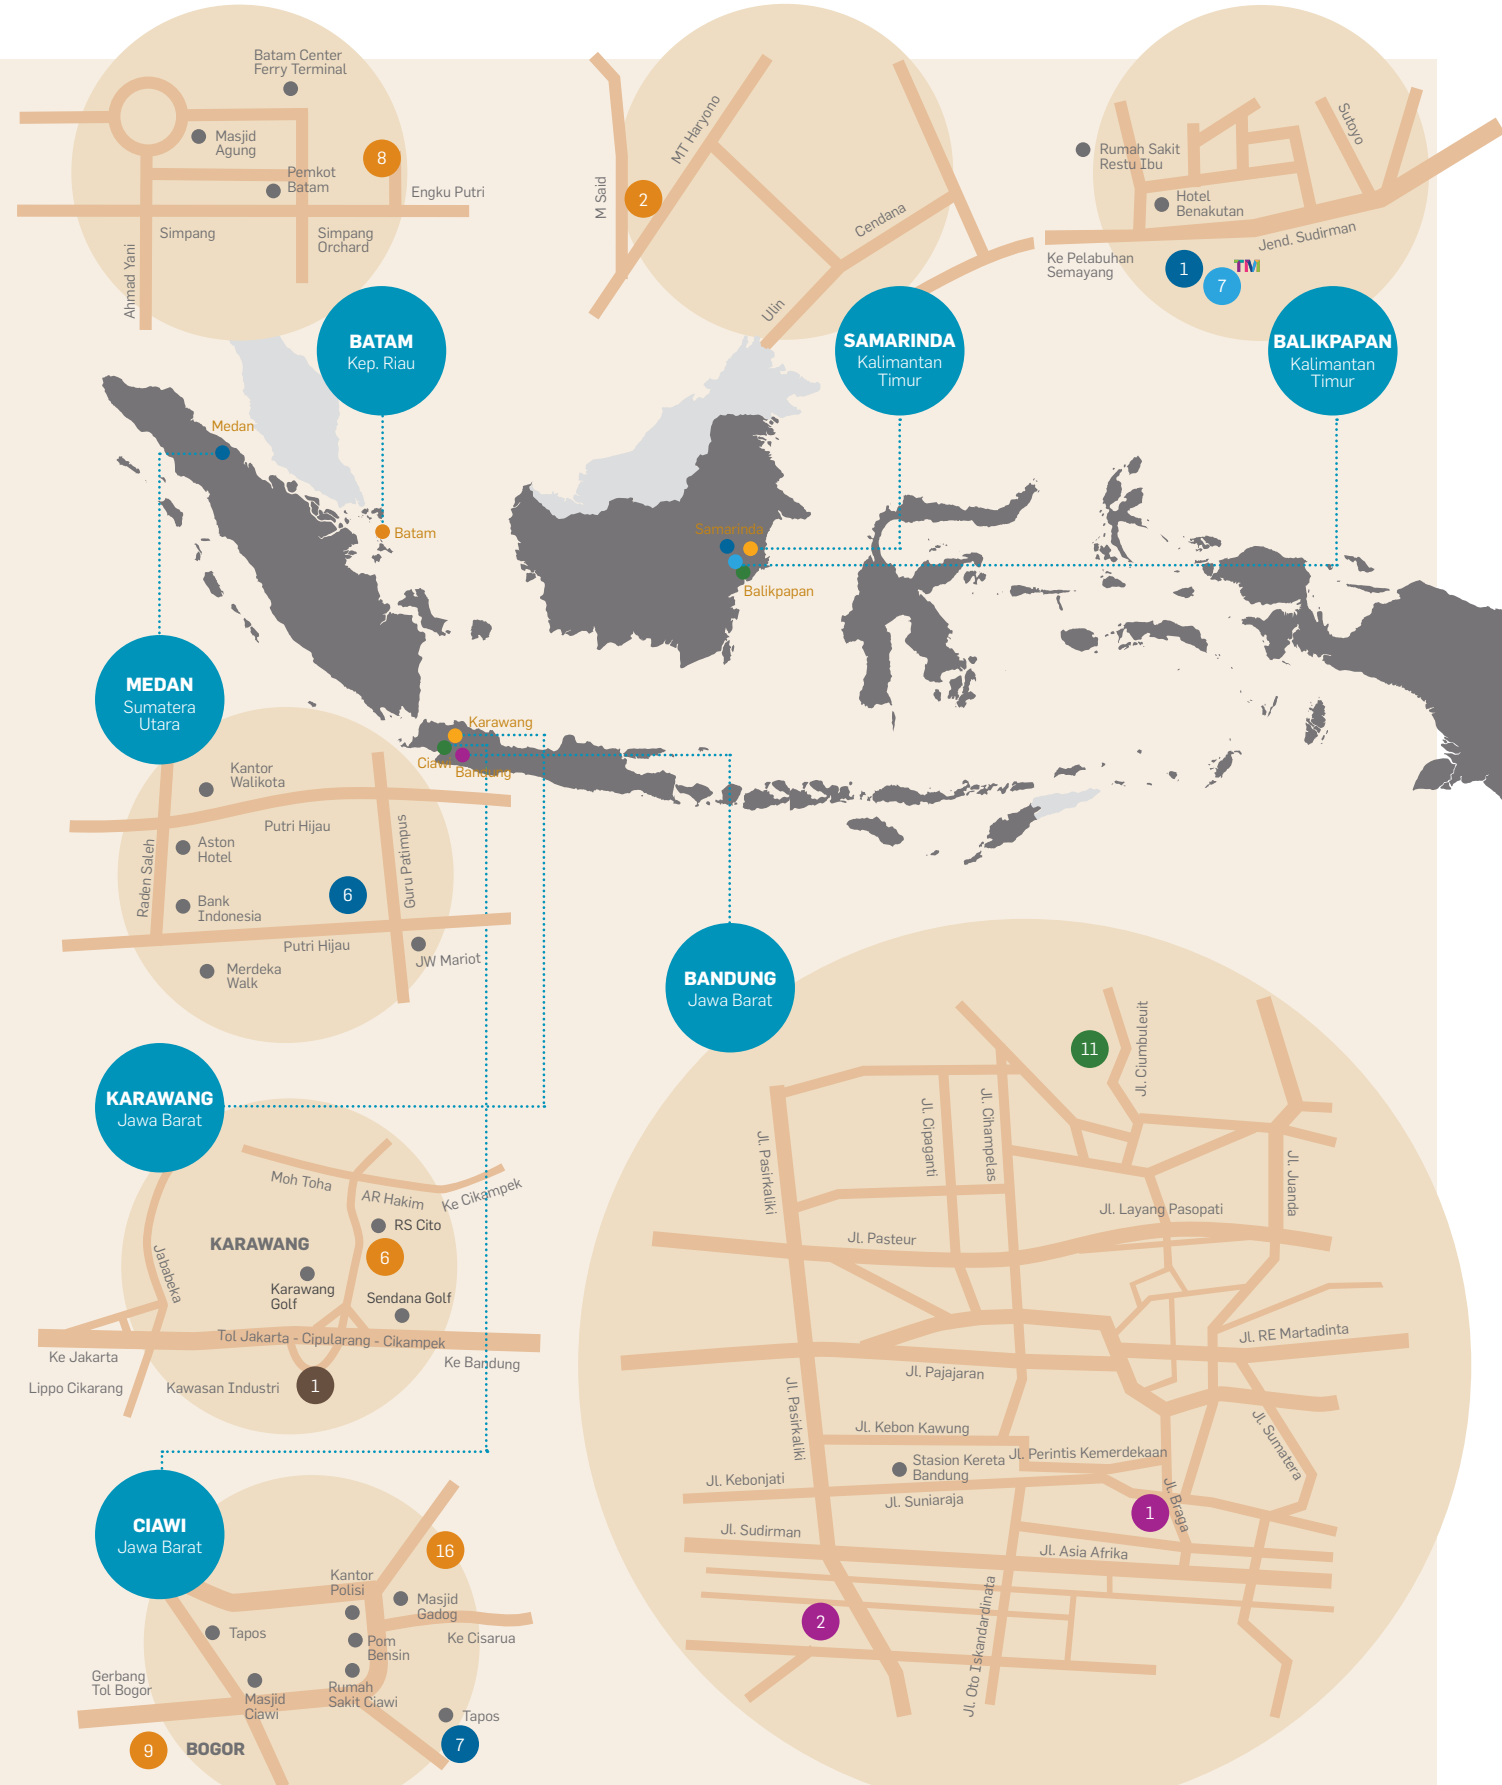 Batam Center
Ferry Terminal
Masjid
Agung
8
Pemkot
Batam
Engku Putri
Simpang
Simpang
Orchard
Ahmad Yani
BATAM
Kep. Riau
MT Haryono
M Said
2
Cendana
Ulin
SAMARINDA
Kalimantan
Timur
Sutoyo
Rumah Sakit
Restu Ibu
Hotel
Benakutan
Jend. Sudirman
Ke Pelabuhan
Semayang
1
7
TM
BALIKPAPAN
Kalimantan
Timur
Medan
Batam
Samarinda
Balikpapan
Karawang
Ciawi
Bandung
MEDAN
Sumatera
Utara
Kantor
Walikota
Putri Hijau
Aston
Hotel
Raden Saleh
Guru Patimpus
6
Bank
Indonesia
Putri Hijau
JW Mariot
Merdeka
Walk
KARAWANG
Jawa Barat
Moh Toha
AR Hakim
Ke Cikampek
RS Cito
KARAWANG
6
Jababeka
Karawang
Golf
Sendana Golf
Tol Jakarta - Cipularang - Cikampek
Ke Jakarta
Ke Bandung
Lippo Cikarang
Kawasan Industri
1
CIAWI
Jawa Barat
16
Kantor
Polisi
Masjid
Gadog
Tapos
Ke Cisarua
Pom
Bensin
Gerbang
Tol Bogor
Masjid
Ciawi
Rumah
Sakit Ciawi
Tapos
7
9
BOGOR
BANDUNG
Jawa Barat
11
Jl. Ciumbuleuit
Jl. Cipaganti
Jl. Cihampelas
Jl. Pasirkaliki
Jl. Juanda
Jl. Layang Pasopati
Jl. Pasteur
Jl. RE Martadinta
Jl. Pajajaran
Jl. Pasirkaliki
Jl. Kebon Kawung
Jl. Sumatera
Stasion Kereta
Bandung
Jl. Perintis Kemerdekaan
Jl. Kebonjati
Jl. Suniaraja
Jl. Braga
1
Jl. Sudirman
Jl. Asia Afrika
2
Jl. Oto Iskandardinata